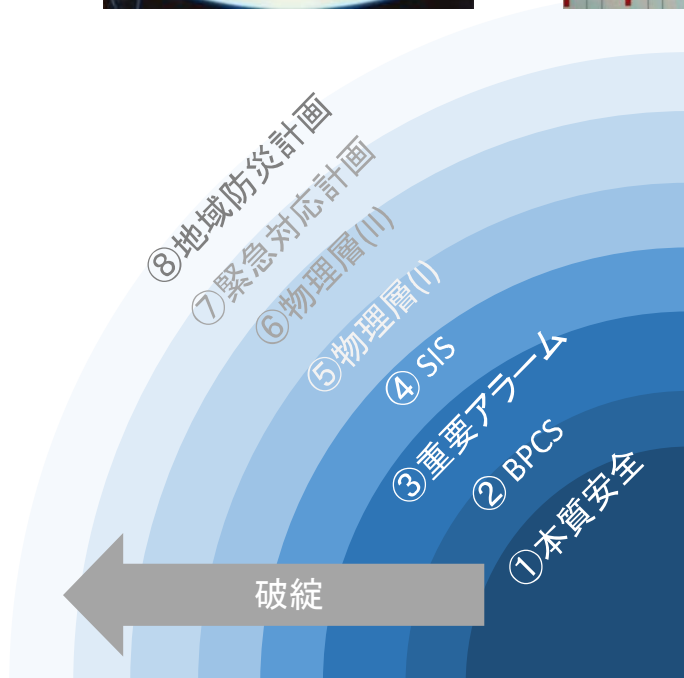 ⑧地域防災計画
⑦緊急対応計画
⑥物理層(II)
⑤物理層(I)
④ SIS
③重要アラーム
② BPCS
①本質安全
破綻